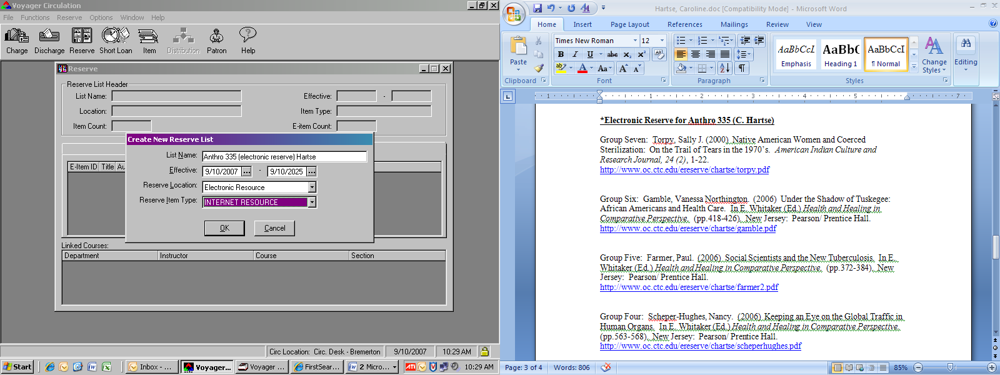 Voyager Circulation
File Functions Reserve Options Window Help
Charge Discharge Reserve Short Loan Item Distribution Patron Help
Reserve
Reserve List Header
List Name: Effective: -
Location: Item Type:
Item Count: E-item Count:
Create New Reserve List
List Name: Anthro 335 (electronic reserve) Hartse
Effective: 9/10/2007 ... - 9/10/2025 ...
Reserve Location: Electronic Resource
Reserve Item Type: INTERNET RESOURCE
OK Cancel
E-Item ID Title Au
Linked Courses:
Department Instructor Course Section
Circ Location: Circ. Desk - Bremerton 9/10/2007 10:29 AM
Start Inbox - ... Voyager... Voyager ... FirstSear... 2 Micro... 10:29 AM
Hartse, Caroline.doc [Compatibility Mode] - Microsoft Word
Home Insert Page Layout References Mailings Review View
Paste
Clipboard
Times New Roman 12
B I U abc x₂ x² Aa
ab A Aa A A
Font
Paragraph
AaBbCcI AaBbC AaBbCcI
Emphasis Heading 1 ¶ Normal
Change Styles
Styles
Editing
1 1 2 3 4 5 6 7
*Electronic Reserve for Anthro 335 (C. Hartse)
Group Seven: Torpy, Sally J. (2000) Native American Women and Coerced
Sterilization: On the Trail of Tears in the 1970's. American Indian Culture and
Research Journal, 24 (2), 1-22.
http://www.oc.ctc.edu/ereserve/chartse/torpy.pdf
Group Six: Gamble, Vanessa Northington. (2006) Under the Shadow of Tuskegee:
African Americans and Health Care. In E. Whitaker (Ed.) Health and Healing in
Comparative Perspective. (pp.418-426). New Jersey: Pearson/ Prentice Hall.
http://www.oc.ctc.edu/ereserve/chartse/gamble.pdf
Group Five: Farmer, Paul. (2006) Social Scientists and the New Tuberculosis. In E.
Whitaker (Ed.) Health and Healing in Comparative Perspective. (pp.372-384). New
Jersey: Pearson/ Prentice Hall.
http://www.oc.ctc.edu/ereserve/chartse/farmer2.pdf
Group Four: Scheper-Hughes, Nancy. (2006) Keeping an Eye on the Global Traffic in
Human Organs. In E. Whitaker (Ed.) Health and Healing in Comparative Perspective.
(pp.563-568). New Jersey: Pearson/ Prentice Hall.
http://www.oc.ctc.edu/ereserve/chartse/scheperhughes.pdf
Page: 3 of 4 Words: 806 85%